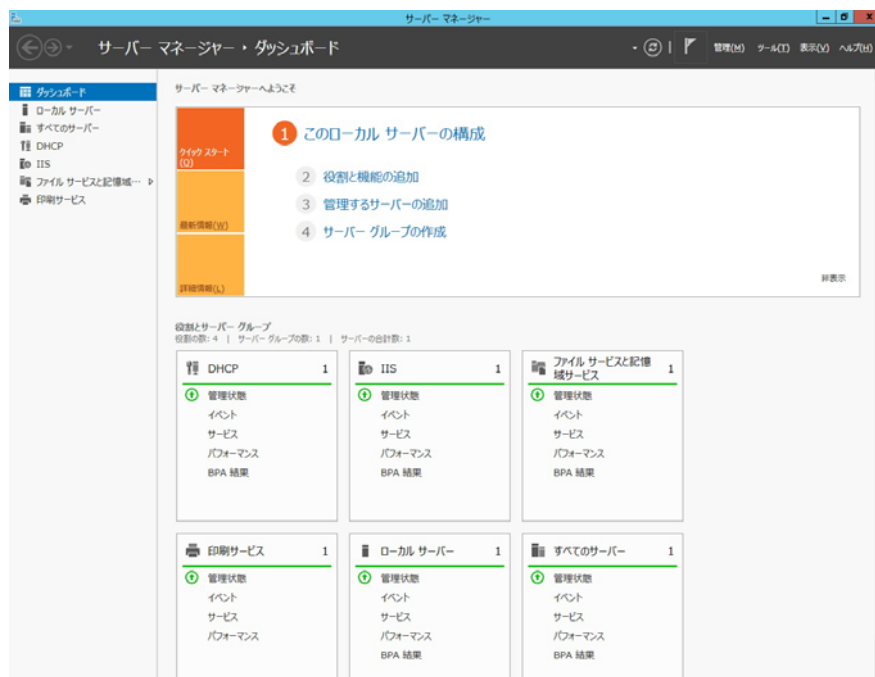 サーバー マネージャー
サーバー マネージャー ・ ダッシュボード
管理(M) ツール(T) 表示(V) ヘルプ(H)
ダッシュボード
ローカル サーバー
すべてのサーバー
DHCP
IIS
ファイル サービスと記憶域…
印刷サービス
サーバー マネージャーへようこそ
クイック スタート
(Q)
最新情報(W)
詳細情報(L)
1 このローカル サーバーの構成
2 役割と機能の追加
3 管理するサーバーの追加
4 サーバー グループの作成
非表示
役割とサーバー グループ
役割の数: 4 | サーバー グループの数: 1 | サーバーの合計数: 1
DHCP 1
管理状態
イベント
サービス
パフォーマンス
BPA 結果
IIS 1
管理状態
イベント
サービス
パフォーマンス
BPA 結果
ファイル サービスと記憶
域サービス 1
管理状態
イベント
サービス
パフォーマンス
BPA 結果
印刷サービス 1
管理状態
イベント
サービス
パフォーマンス
ローカル サーバー 1
管理状態
イベント
サービス
パフォーマンス
BPA 結果
すべてのサーバー 1
管理状態
イベント
サービス
パフォーマンス
BPA 結果